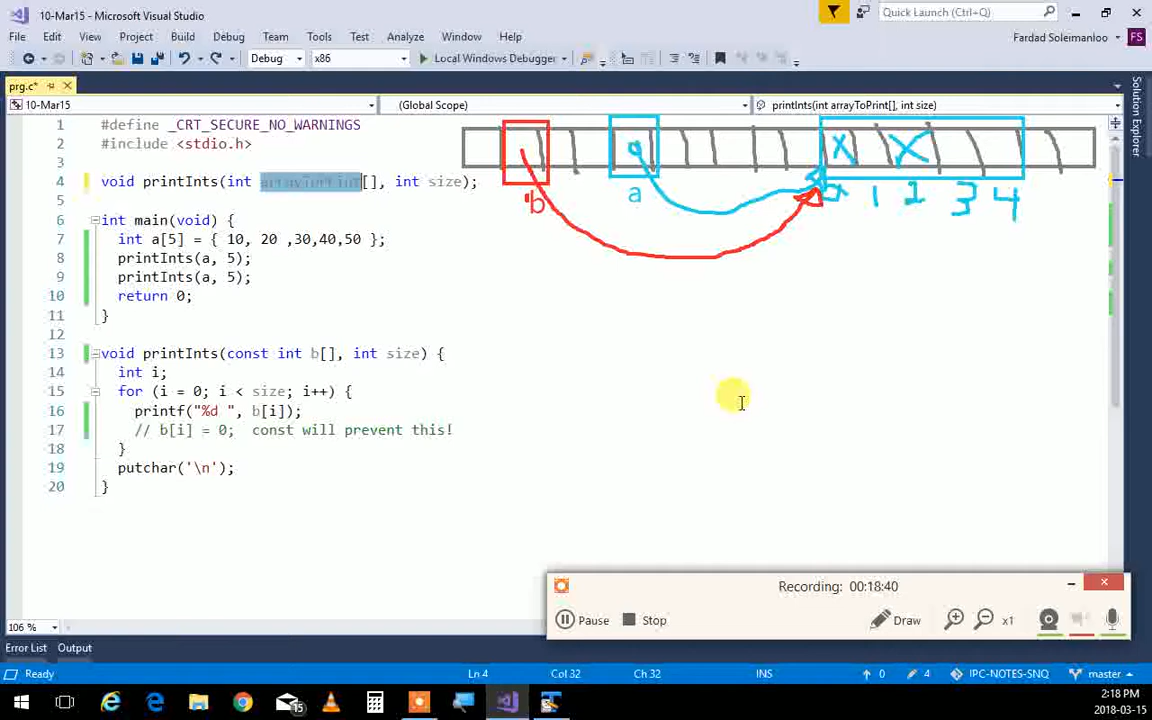 10-Mar15 - Microsoft Visual Studio
Quick Launch (Ctrl+Q)
File Edit View Project Build Debug Team Tools Test Analyze Window Help
Fardad Soleimanloo FS
Debug x86 Local Windows Debugger
prg.c*
10-Mar15 (Global Scope) printInts(int arrayToPrint[], int size)
Solution Explorer
1 #define _CRT_SECURE_NO_WARNINGS
2 #include <stdio.h>
3
4 void printInts(int arrayToPrint[], int size);
5
6 int main(void) {
7 int a[5] = { 10, 20 ,30,40,50 };
8 printInts(a, 5);
9 printInts(a, 5);
10 return 0;
11 }
12
13 void printInts(const int b[], int size) {
14 int i;
15 for (i = 0; i < size; i++) {
16 printf("%d ", b[i]);
17 // b[i] = 0;  const will prevent this!
18 }
19 putchar('\n');
20 }
X X
b a 1 2 3 4
Recording: 00:18:40
Pause Stop Draw x1
106 %
Error List Output
Ready Ln 4 Col 32 Ch 32 INS 0 4 IPC-NOTES-SNQ master
15
2:18 PM
2018-03-15